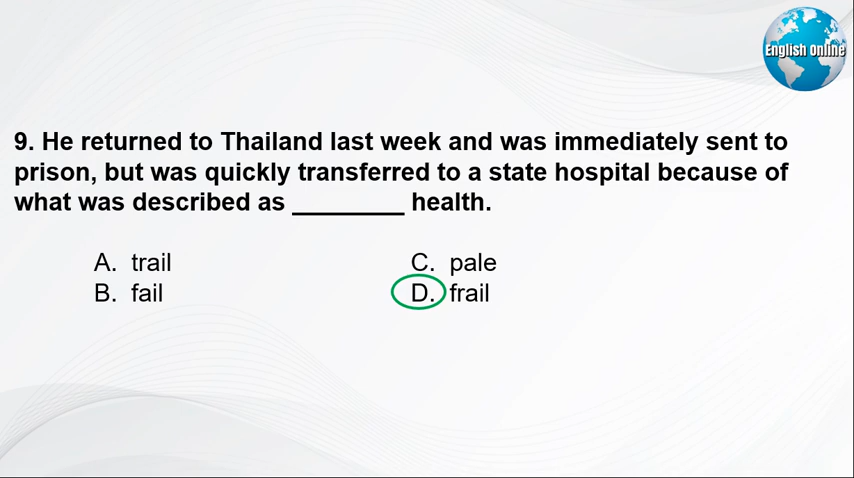 English Online
9. He returned to Thailand last week and was immediately sent to
prison, but was quickly transferred to a state hospital because of
what was described as ________ health.
A. trail
C. pale
B. fail
D. frail